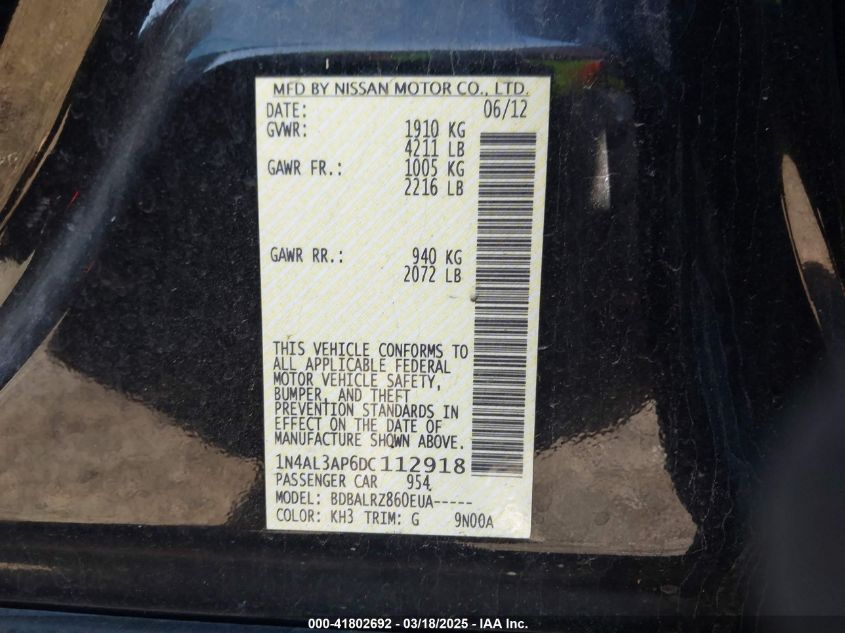 MFD BY NISSAN MOTOR CO., LTD.
DATE: 06/12
GVWR: 1910 KG
4211 LB
GAWR FR.: 1005 KG
2216 LB
GAWR RR.: 940 KG
2072 LB
THIS VEHICLE CONFORMS TO
ALL APPLICABLE FEDERAL
MOTOR VEHICLE SAFETY,
BUMPER, AND THEFT
PREVENTION STANDARDS IN
EFFECT ON THE DATE OF
MANUFACTURE SHOWN ABOVE.
1N4AL3AP6DC112918
PASSENGER CAR 954
MODEL: BDBALRZ860EUA-----
COLOR: KH3 TRIM: G 9N00A
000-41802692 - 03/18/2025 - IAA Inc.